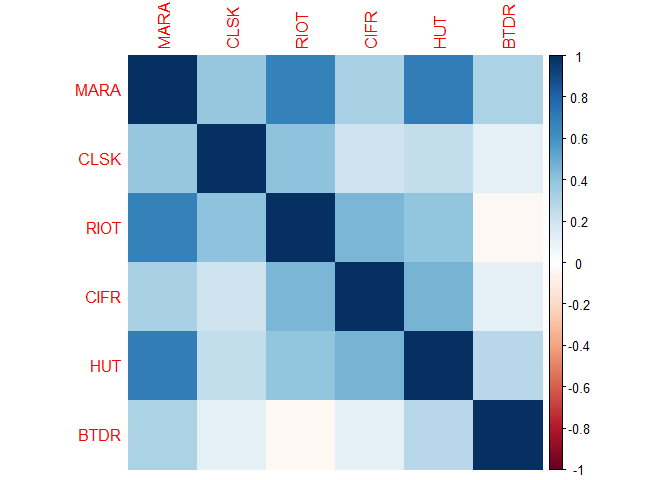 MARA
CLSK
RIOT
CIFR
HUT
BTDR
MARA
CLSK
RIOT
CIFR
HUT
BTDR
1
0.8
0.6
0.4
0.2
0
-0.2
-0.4
-0.6
-0.8
-1